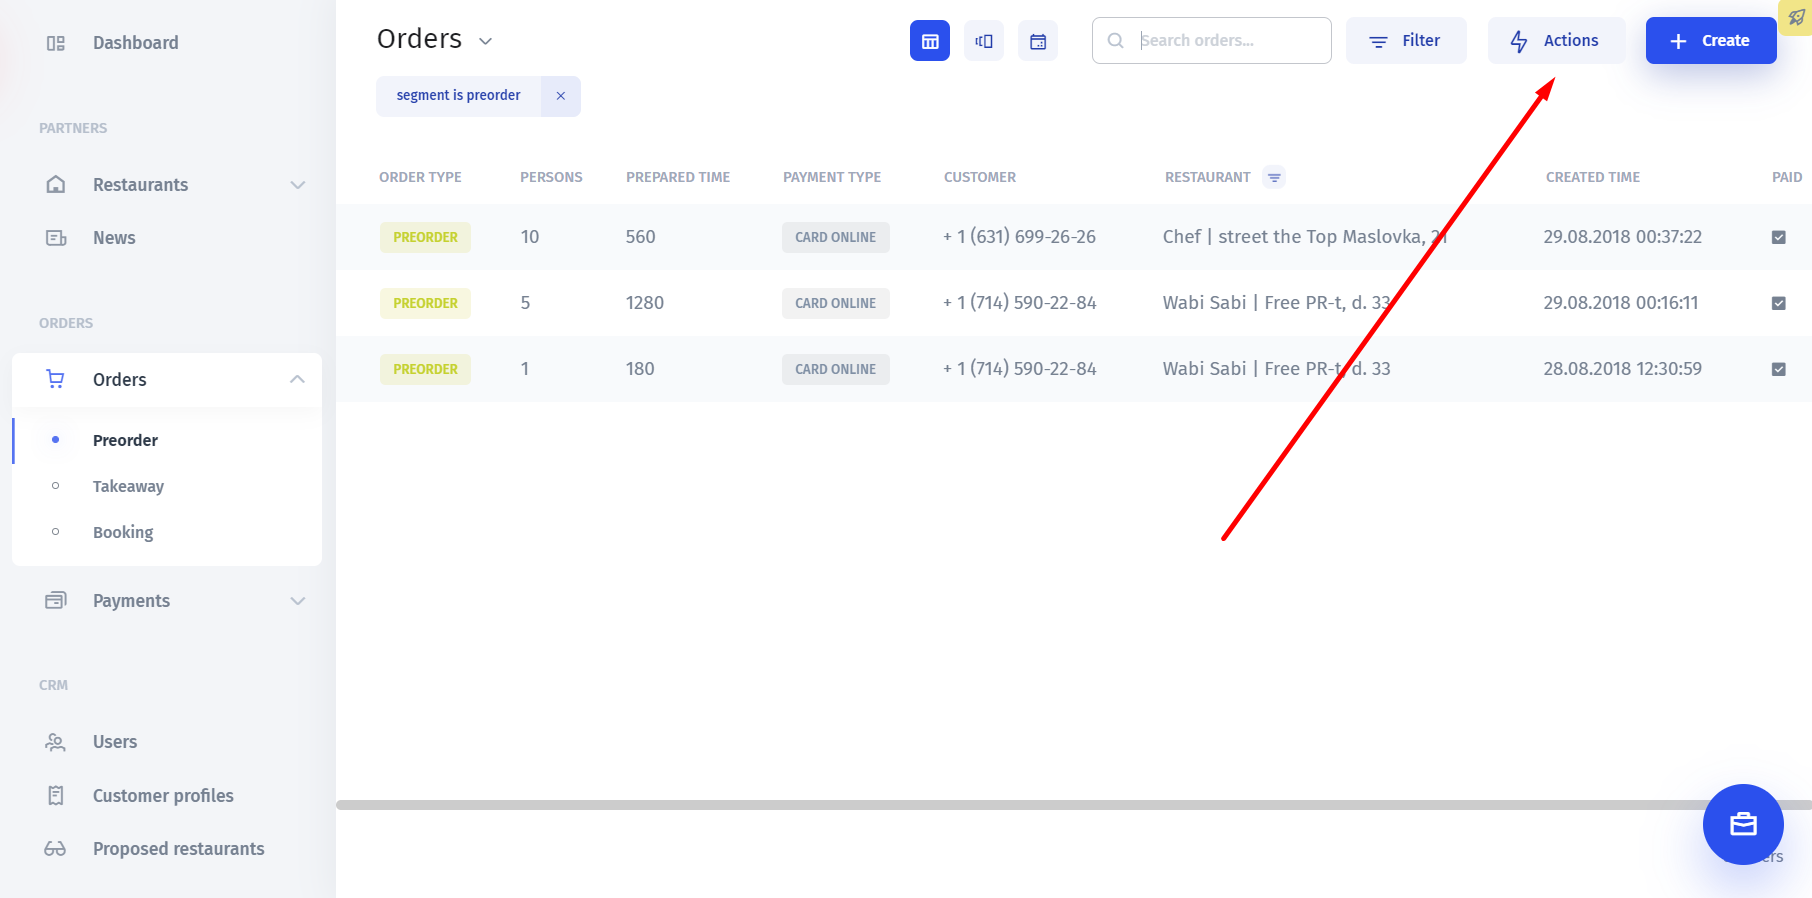 Dashboard
PARTNERS
Restaurants
News
ORDERS
Orders
Preorder
Takeaway
Booking
Payments
CRM
Users
Customer profiles
Proposed restaurants
Orders
Search orders...
Filter
Actions
Create
segment is preorder
ORDER TYPE PERSONS PREPARED TIME PAYMENT TYPE CUSTOMER RESTAURANT CREATED TIME PAID
PREORDER 10 560 CARD ONLINE + 1 (631) 699-26-26 Chef | street the Top Maslovka, 21 29.08.2018 00:37:22
PREORDER 5 1280 CARD ONLINE + 1 (714) 590-22-84 Wabi Sabi | Free PR-t, d. 33 29.08.2018 00:16:11
PREORDER 1 180 CARD ONLINE + 1 (714) 590-22-84 Wabi Sabi | Free PR-t, d. 33 28.08.2018 12:30:59